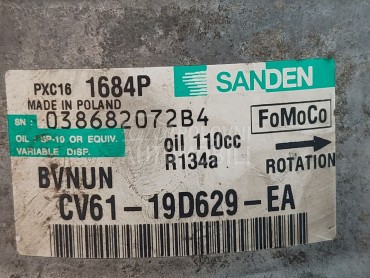 PXC16 1684P SANDEN
MADE IN POLAND
SN: 038682072B4 FoMoCo
OIL SP-10 OR EQUIV. oil 110cc
VARIABLE DISP. R134a ROTATION
BVNUN
CV61-19D629-EA